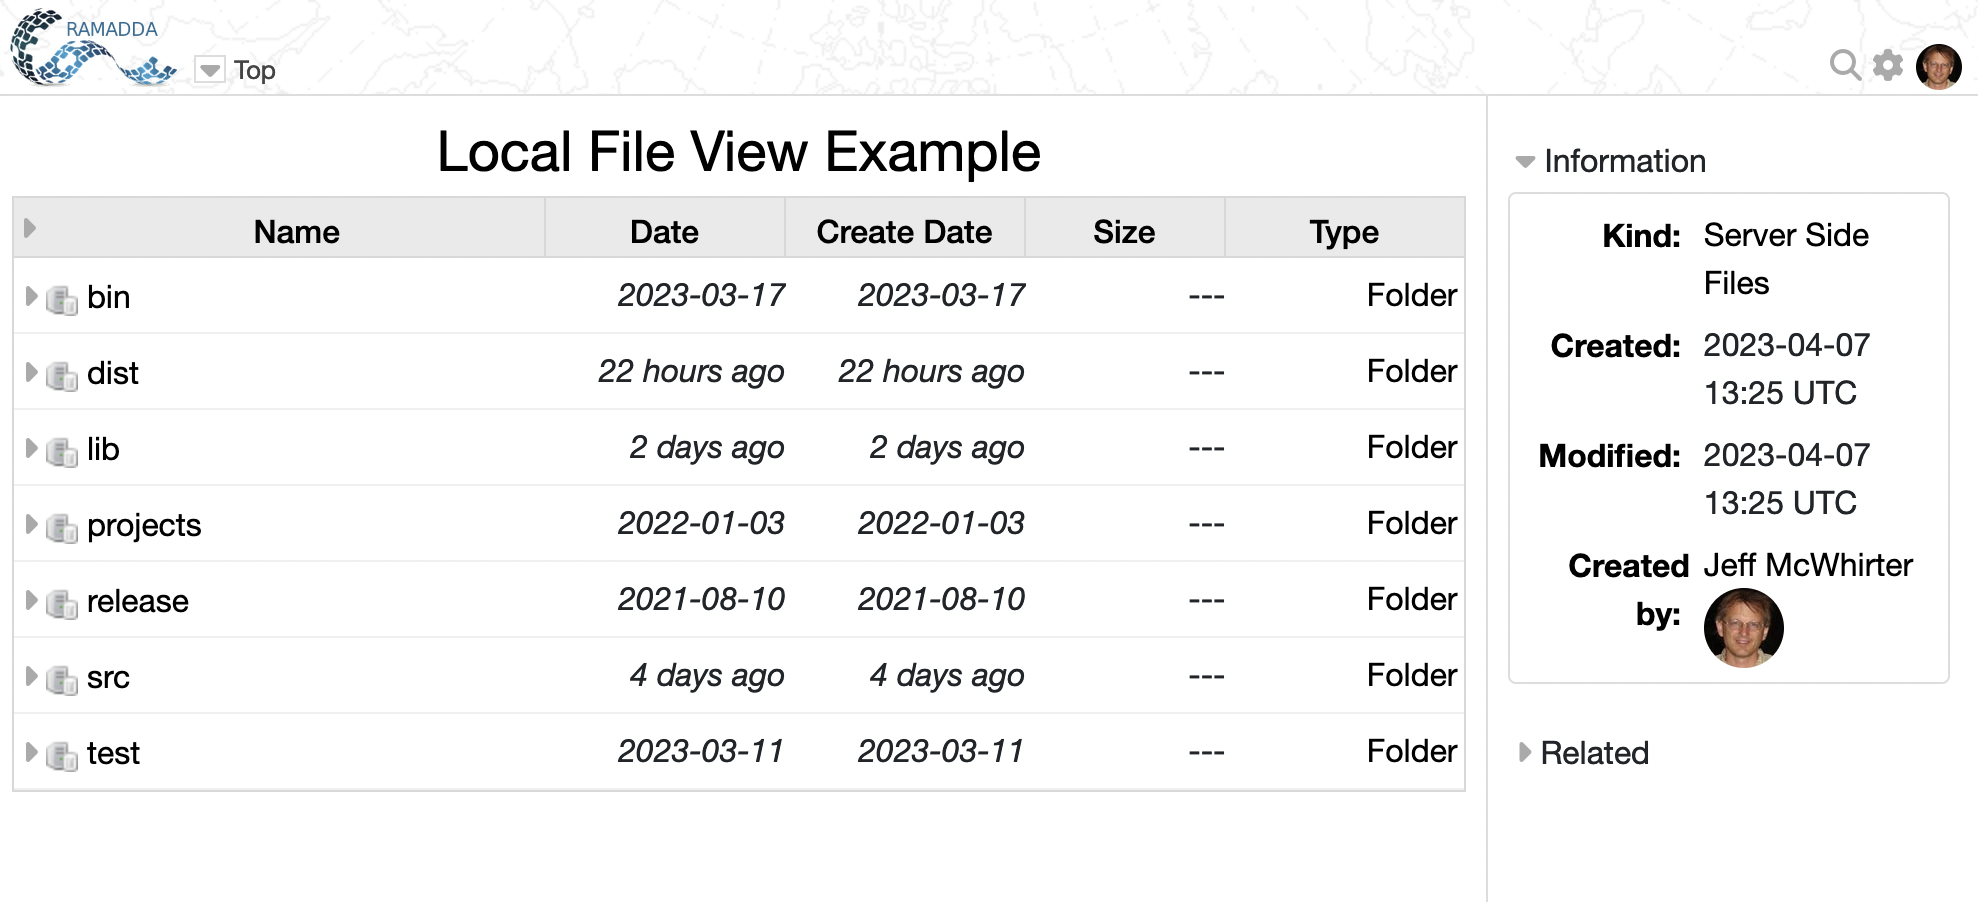 RAMADDA
Top
Local File View Example
Name Date Create Date Size Type
bin 2023-03-17 2023-03-17 --- Folder
dist 22 hours ago 22 hours ago --- Folder
lib 2 days ago 2 days ago --- Folder
projects 2022-01-03 2022-01-03 --- Folder
release 2021-08-10 2021-08-10 --- Folder
src 4 days ago 4 days ago --- Folder
test 2023-03-11 2023-03-11 --- Folder
Information
Kind: Server Side
Files
Created: 2023-04-07
13:25 UTC
Modified: 2023-04-07
13:25 UTC
Created Jeff McWhirter
by:
Related